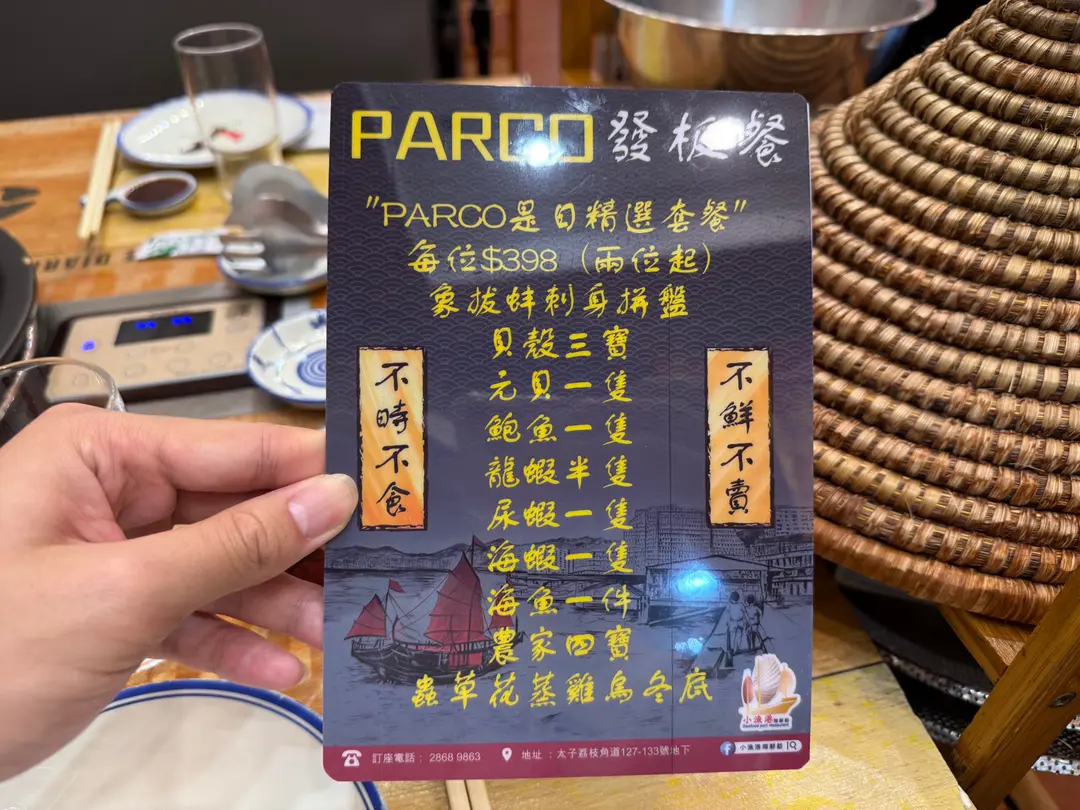 PARCO發板餐
"PARCO是日精選套餐"
每位$398（兩位起）
象拔蚌刺身拼盤
貝殼三寶
元貝一隻
鮑魚一隻
龍蝦半隻
尿蝦一隻
海蝦一隻
海魚一件
農家四寶
蟲草花蒸雞烏冬底
不時不食
不鮮不賣
小漁港
Seafood port restaurant
訂座電話： 2868 9863
地址 ：太子荔枝角道127-133號地下